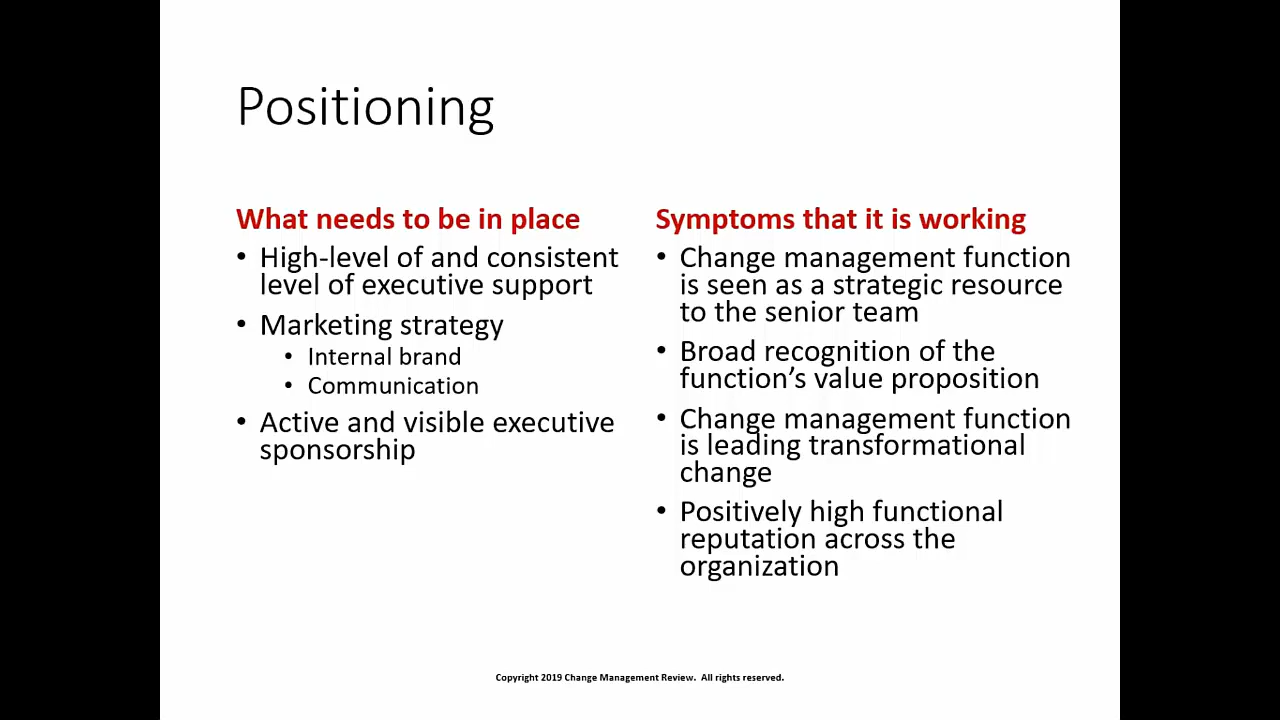 Positioning
What needs to be in place
• High-level of and consistent
level of executive support
• Marketing strategy
• Internal brand
• Communication
• Active and visible executive
sponsorship
Symptoms that it is working
• Change management function
is seen as a strategic resource
to the senior team
• Broad recognition of the
function’s value proposition
• Change management function
is leading transformational
change
• Positively high functional
reputation across the
organization
Copyright 2019 Change Management Review.  All rights reserved.